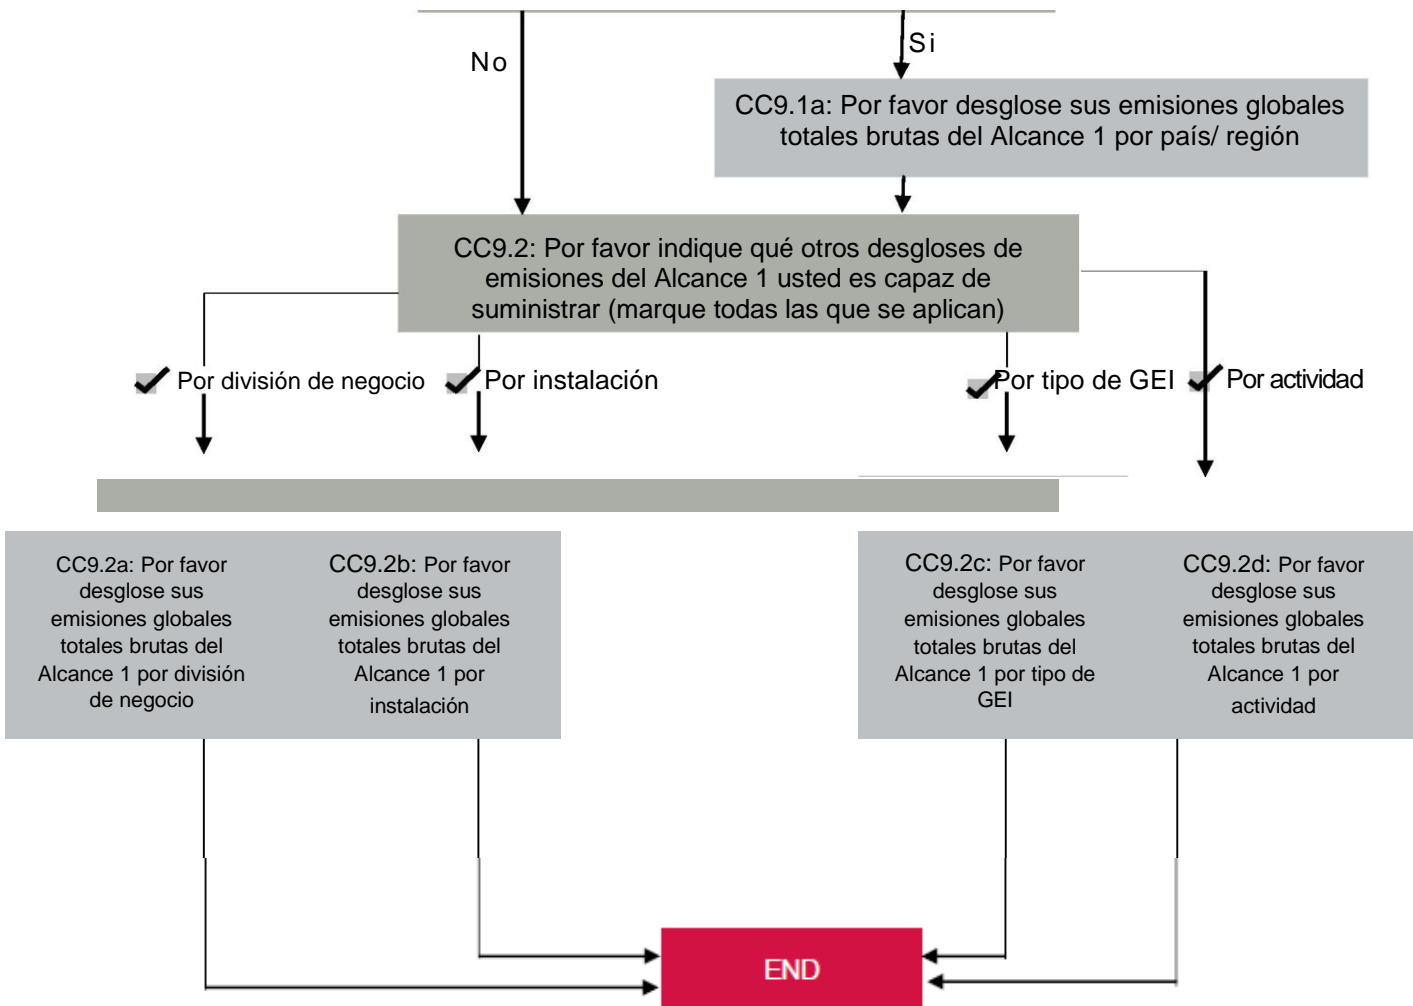 No
Si
CC9.1a: Por favor desglose sus emisiones globales
totales brutas del Alcance 1 por país/ región
CC9.2: Por favor indique qué otros desgloses de
emisiones del Alcance 1 usted es capaz de
suministrar (marque todas las que se aplican)
Por división de negocio
Por instalación
Por tipo de GEI
Por actividad
CC9.2a: Por favor
desglose sus
emisiones globales
totales brutas del
Alcance 1 por división
de negocio
CC9.2b: Por favor
desglose sus
emisiones globales
totales brutas del
Alcance 1 por
instalación
CC9.2c: Por favor
desglose sus
emisiones globales
totales brutas del
Alcance 1 por tipo de
GEI
CC9.2d: Por favor
desglose sus
emisiones globales
totales brutas del
Alcance 1 por
actividad
END